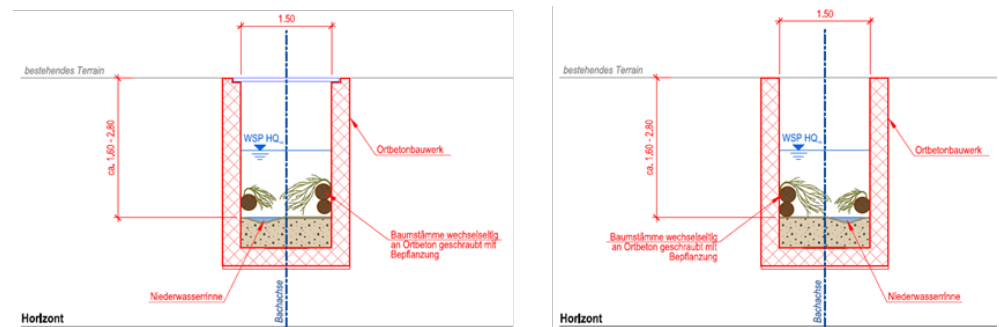 1.50
bestehendes Terrain
ca. 1,60 - 2,80
WSP HQ
Ortbetonbauwerk
Baumstämme wechselseitig
an Ortbeton geschraubt mit
Bepflanzung
Niederwasserrinne
Bachachse
Horizont
1.50
bestehendes Terrain
ca. 1,60 - 2,80
WSP HQ
Ortbetonbauwerk
Baumstämme wechselseitig
an Ortbeton geschraubt mit
Bepflanzung
Niederwasserrinne
Bachachse
Horizont